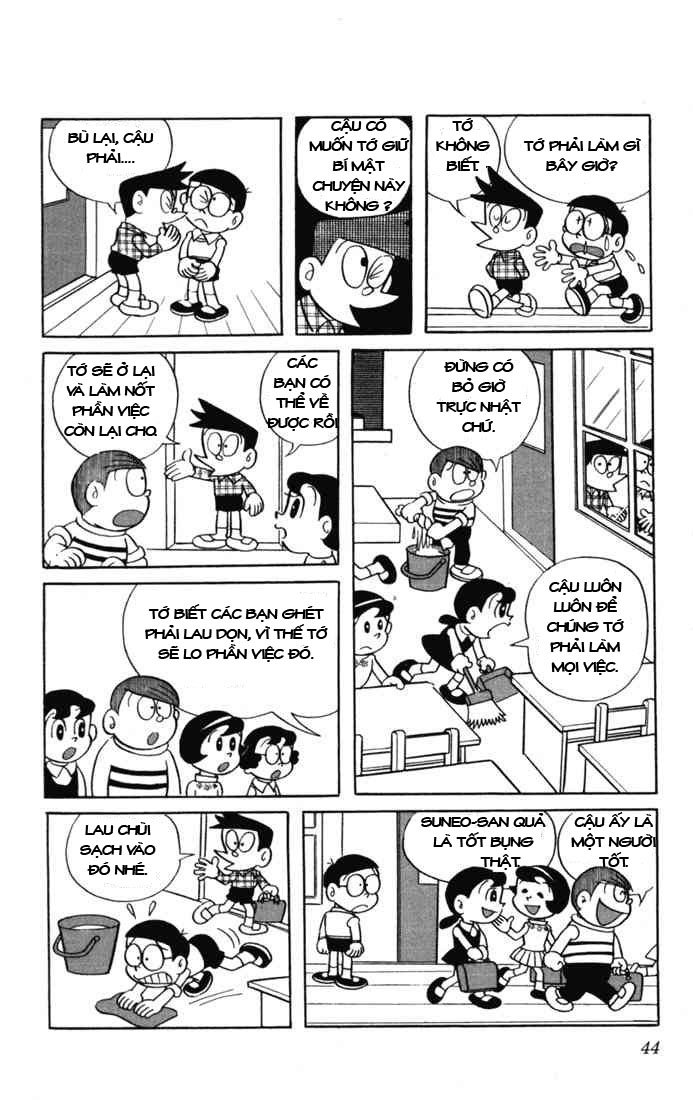 TỚ PHẢI LÀM GÌ
BÂY GIỜ?
TỚ
KHÔNG
BIẾT.
CẬU CÓ
MUỐN TỚ GIỮ
BÍ MẬT
CHUYỆN NÀY
KHÔNG ?
BÙ LẠI, CẬU
PHẢI....
ĐỪNG CÓ
BỎ GIỜ
TRỰC NHẬT
CHỨ.
CẬU LUÔN
LUÔN ĐỂ
CHÚNG TỚ
PHẢI LÀM
MỌI VIỆC.
CÁC
BẠN CÓ
THỂ VỀ
ĐƯỢC RỒI
TỚ SẼ Ở LẠI
VÀ LÀM NỐT
PHẦN VIỆC
CÒN LẠI CHO.
TỚ BIẾT CÁC BẠN GHÉT
PHẢI LAU DỌN, VÌ THẾ TỚ
SẼ LO PHẦN VIỆC ĐÓ.
CẬU ẤY LÀ
MỘT NGƯỜI
TỐT.
SUNEO-SAN QUẢ
LÀ TỐT BỤNG
THẬT.
LAU CHÙI
SẠCH VÀO
ĐÓ NHÉ.
44